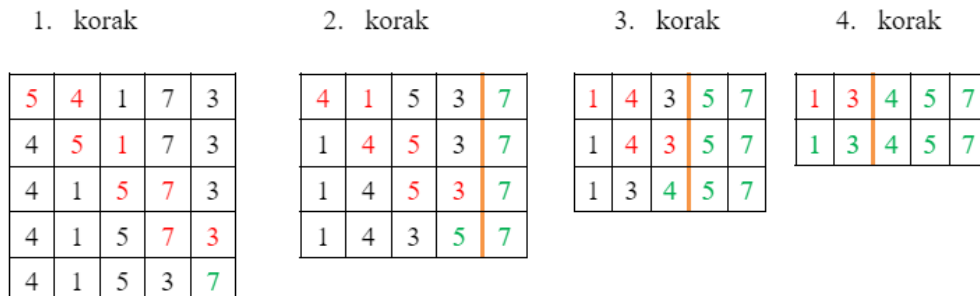 1. korak
5 4 1 7 3
4 5 1 7 3
4 1 5 7 3
4 1 5 7 3
4 1 5 3 7
2. korak
4 1 5 3 7
1 4 5 3 7
1 4 5 3 7
1 4 3 5 7
3. korak
1 4 3 5 7
1 4 3 5 7
1 3 4 5 7
4. korak
1 3 4 5 7
1 3 4 5 7